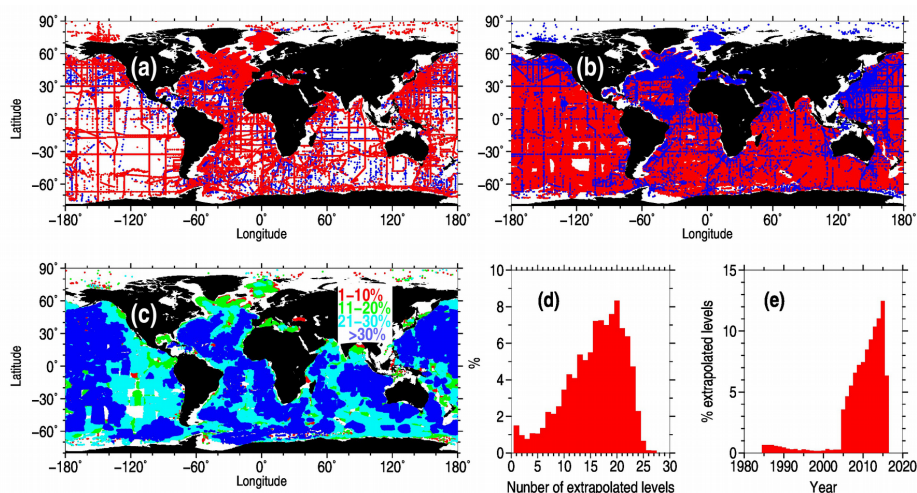 90°
60°
30°
0°
−30°
−60°
Latitude
(a)
−180° −120° −60° 0° 60° 120° 180°
Longitude
90°
60°
30°
0°
−30°
−60°
(b)
−180° −120° −60° 0° 60° 120° 180°
Longitude
90°
60°
30°
0°
−30°
−60°
Latitude
(c)
1−10%
11−20%
21−30%
>30%
−180° −120° −60° 0° 60° 120° 180°
Longitude
10
8
6
4
2
0
%
(d)
0 5 10 15 20 25 30
Nunber of extrapolated levels
15
10
5
0
% extrapolated levels
(e)
1980 1990 2000 2010 2020
Year